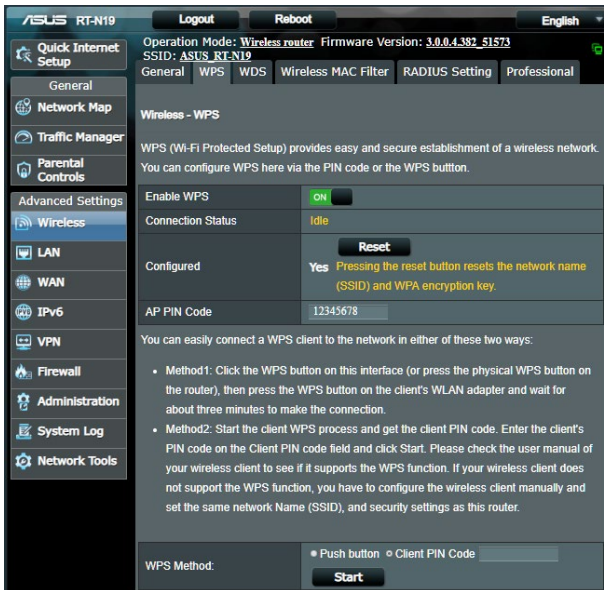 ASUS RT-N19 Logout Reboot English
Quick Internet Setup
General
Network Map
Traffic Manager
Parental Controls
Advanced Settings
Wireless
LAN
WAN
IPv6
VPN
Firewall
Administration
System Log
Network Tools
Operation Mode: Wireless router Firmware Version: 3.0.0.4.382_51573
SSID: ASUS_RT-N19
General WPS WDS Wireless MAC Filter RADIUS Setting Professional
Wireless - WPS
WPS (Wi-Fi Protected Setup) provides easy and secure establishment of a wireless network.
You can configure WPS here via the PIN code or the WPS buttton.
Enable WPS ON
Connection Status Idle
Configured Yes Reset
Pressing the reset button resets the network name
(SSID) and WPA encryption key.
AP PIN Code 12345678
You can easily connect a WPS client to the network in either of these two ways:
• Method1: Click the WPS button on this interface (or press the physical WPS button on
the router), then press the WPS button on the client's WLAN adapter and wait for
about three minutes to make the connection.
• Method2: Start the client WPS process and get the client PIN code. Enter the client's
PIN code on the Client PIN code field and click Start. Please check the user manual of
your wireless client to see if it supports the WPS function. If your wireless client does
not support the WPS function, you have to configure the wireless client manually and
set the same network Name (SSID), and security settings as this router.
WPS Method: Push button Client PIN Code
Start